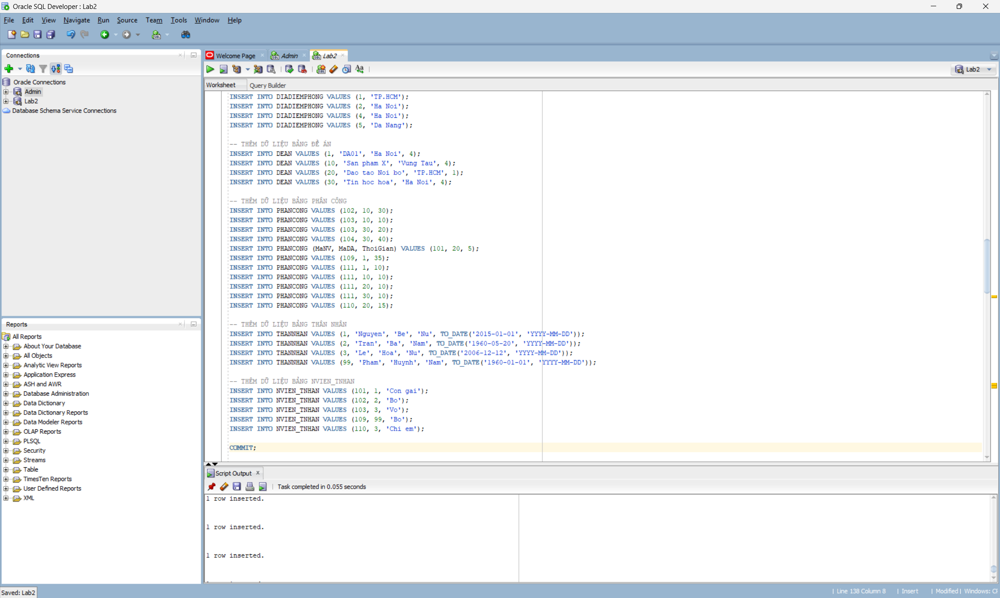 Oracle SQL Developer : Lab2
File Edit View Navigate Run Source Team Tools Window Help
Connections
Oracle Connections
Admin
Lab2
Database Schema Service Connections
Reports
All Reports
About Your Database
All Objects
Analytic View Reports
Application Express
ASH and AWR
Database Administration
Data Dictionary
Data Dictionary Reports
Data Modeler Reports
OLAP Reports
PLSQL
Security
Streams
Table
TimesTen Reports
User Defined Reports
XML
Welcome Page Admin Lab2
Lab2
Worksheet Query Builder
INSERT INTO DIADIEMPHONG VALUES (1, 'TP.HCM');
INSERT INTO DIADIEMPHONG VALUES (2, 'Ha Noi');
INSERT INTO DIADIEMPHONG VALUES (4, 'Ha Noi');
INSERT INTO DIADIEMPHONG VALUES (5, 'Da Nang');
-- THÊM DỮ LIỆU BẢNG ĐỀ ÁN
INSERT INTO DEAN VALUES (1, 'DA01', 'Ha Noi', 4);
INSERT INTO DEAN VALUES (10, 'San pham X', 'Vung Tau', 4);
INSERT INTO DEAN VALUES (20, 'Dao tao Noi bo', 'TP.HCM', 1);
INSERT INTO DEAN VALUES (30, 'Tin hoc hoa', 'Ha Noi', 4);
-- THÊM DỮ LIỆU BẢNG PHÂN CÔNG
INSERT INTO PHANCONG VALUES (102, 10, 30);
INSERT INTO PHANCONG VALUES (103, 10, 10);
INSERT INTO PHANCONG VALUES (103, 30, 20);
INSERT INTO PHANCONG VALUES (104, 30, 40);
INSERT INTO PHANCONG (MaNV, MaDA, ThoiGian) VALUES (101, 20, 5);
INSERT INTO PHANCONG VALUES (109, 1, 35);
INSERT INTO PHANCONG VALUES (111, 1, 10);
INSERT INTO PHANCONG VALUES (111, 10, 10);
INSERT INTO PHANCONG VALUES (111, 20, 10);
INSERT INTO PHANCONG VALUES (111, 30, 10);
INSERT INTO PHANCONG VALUES (110, 20, 15);
-- THÊM DỮ LIỆU BẢNG THÂN NHÂN
INSERT INTO THANNHAN VALUES (1, 'Nguyen', 'Be', 'Nu', TO_DATE('2015-01-01', 'YYYY-MM-DD'));
INSERT INTO THANNHAN VALUES (2, 'Tran', 'Ba', 'Nam', TO_DATE('1960-05-20', 'YYYY-MM-DD'));
INSERT INTO THANNHAN VALUES (3, 'Le', 'Hoa', 'Nu', TO_DATE('2006-12-12', 'YYYY-MM-DD'));
INSERT INTO THANNHAN VALUES (99, 'Pham', 'Huynh', 'Nam', TO_DATE('1960-01-01', 'YYYY-MM-DD'));
-- THÊM DỮ LIỆU BẢNG NVIEN_TNHAN
INSERT INTO NVIEN_TNHAN VALUES (101, 1, 'Con gai');
INSERT INTO NVIEN_TNHAN VALUES (102, 2, 'Bo');
INSERT INTO NVIEN_TNHAN VALUES (103, 3, 'Vo');
INSERT INTO NVIEN_TNHAN VALUES (109, 99, 'Bo');
INSERT INTO NVIEN_TNHAN VALUES (110, 3, 'Chi em');
COMMIT;
Script Output
Task completed in 0.055 seconds
1 row inserted.
1 row inserted.
1 row inserted.
Saved: Lab2
Line 138 Column 8 | Insert | Modified | Windows: